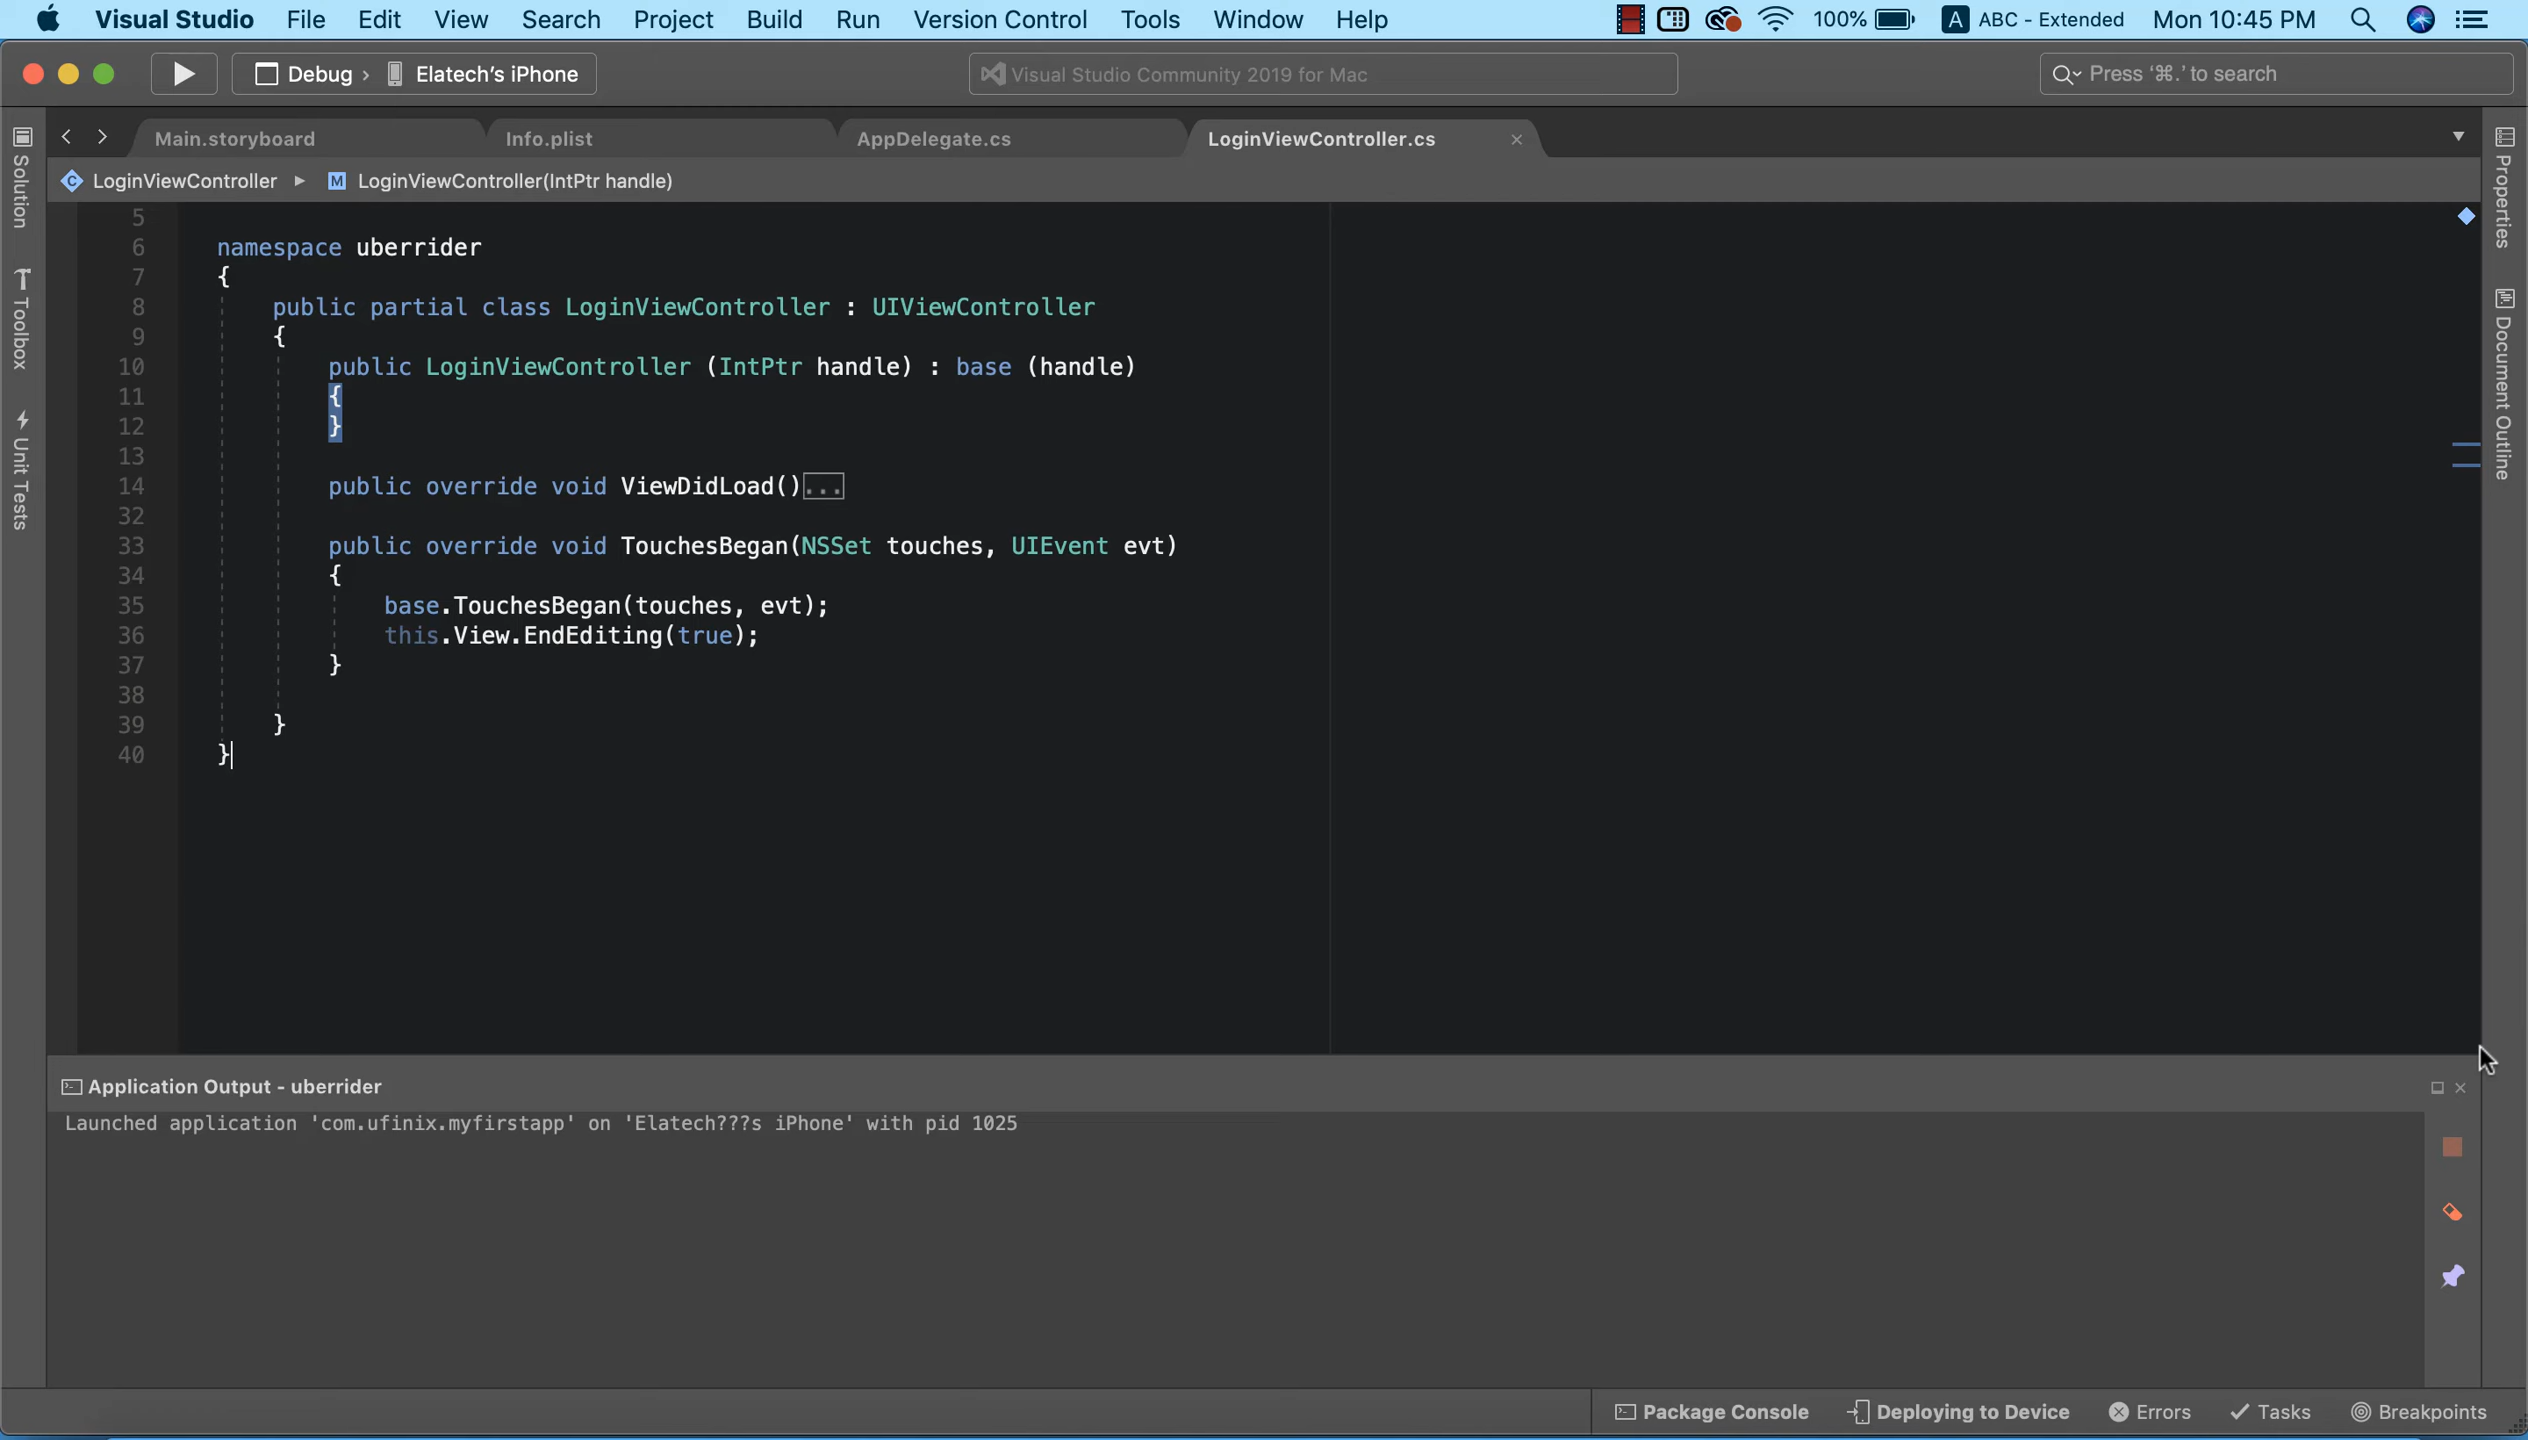 Visual Studio File Edit View Search Project Build Run Version Control Tools Window Help 100% A ABC - Extended Mon 10:45 PM
Debug › Elatech’s iPhone Visual Studio Community 2019 for Mac Press ‘⌘.’ to search
Main.storyboard Info.plist AppDelegate.cs LoginViewController.cs
C LoginViewController M LoginViewController(IntPtr handle)
Solution
Toolbox
Unit Tests
5
6 namespace uberrider
7 {
8 public partial class LoginViewController : UIViewController
9 {
10 public LoginViewController (IntPtr handle) : base (handle)
11 {
12 }
13
14 public override void ViewDidLoad()...
32
33 public override void TouchesBegan(NSSet touches, UIEvent evt)
34 {
35 base.TouchesBegan(touches, evt);
36 this.View.EndEditing(true);
37 }
38
39 }
40 }
Properties
Document Outline
Application Output - uberrider
Launched application 'com.ufinix.myfirstapp' on 'Elatech???s iPhone' with pid 1025
Package Console Deploying to Device Errors Tasks Breakpoints